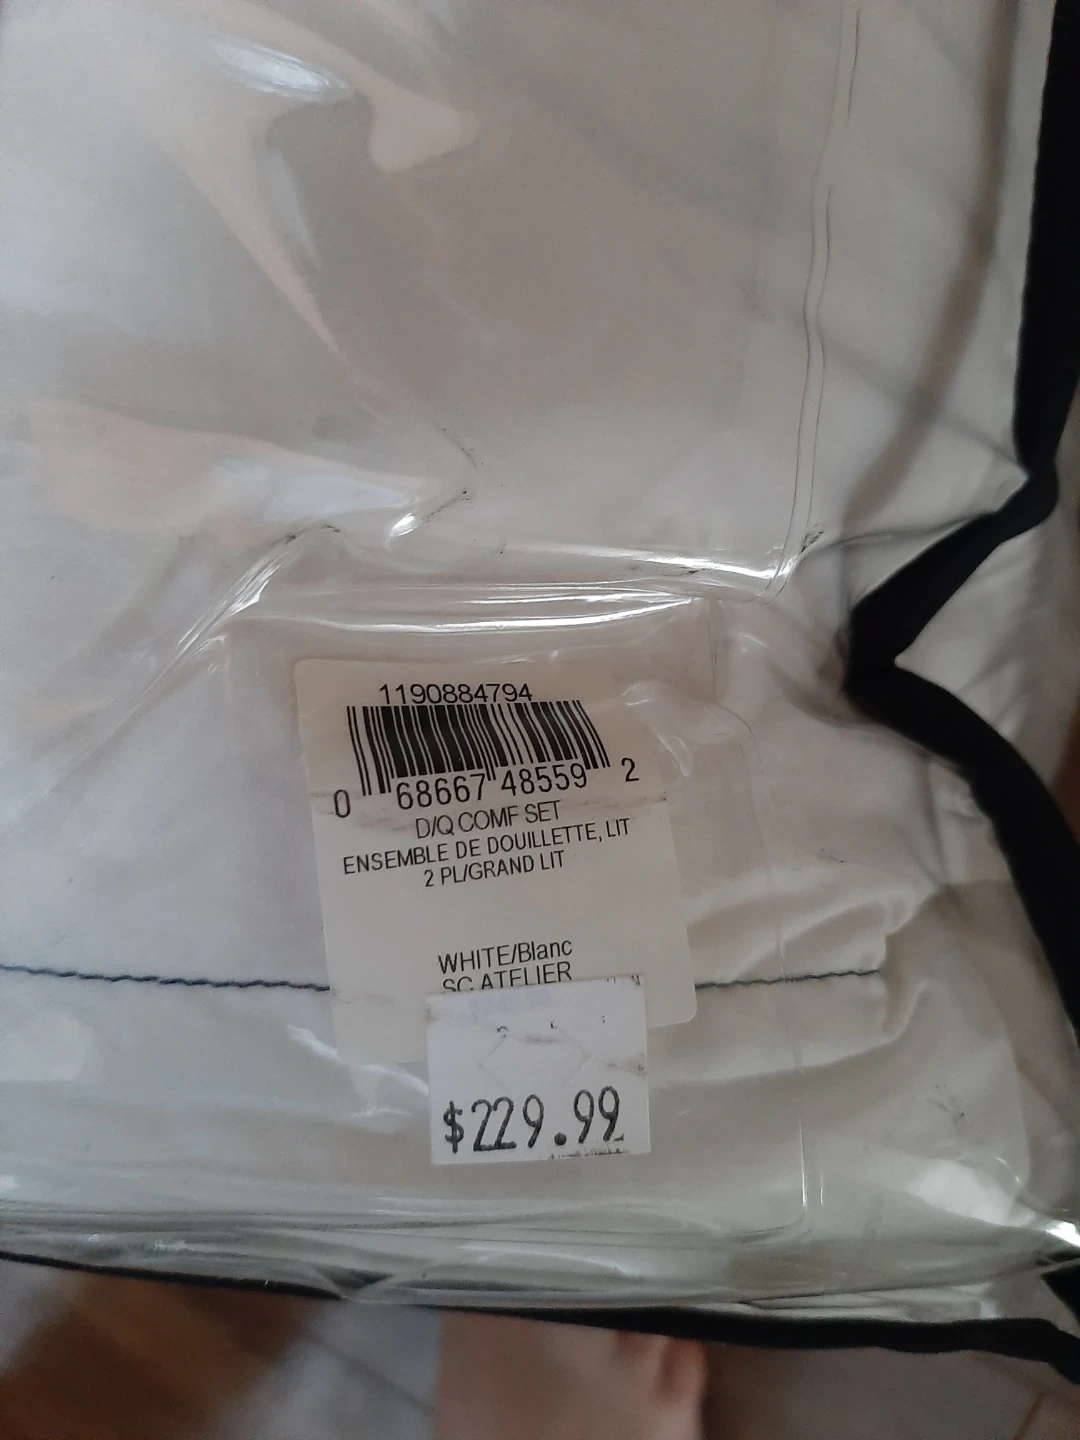 1190884794
0 68667 48559 2
D/Q COMF SET
ENSEMBLE DE DOUILLETTE, LIT
2 PL/GRAND LIT
WHITE/Blanc
SC ATELIER
$229.99